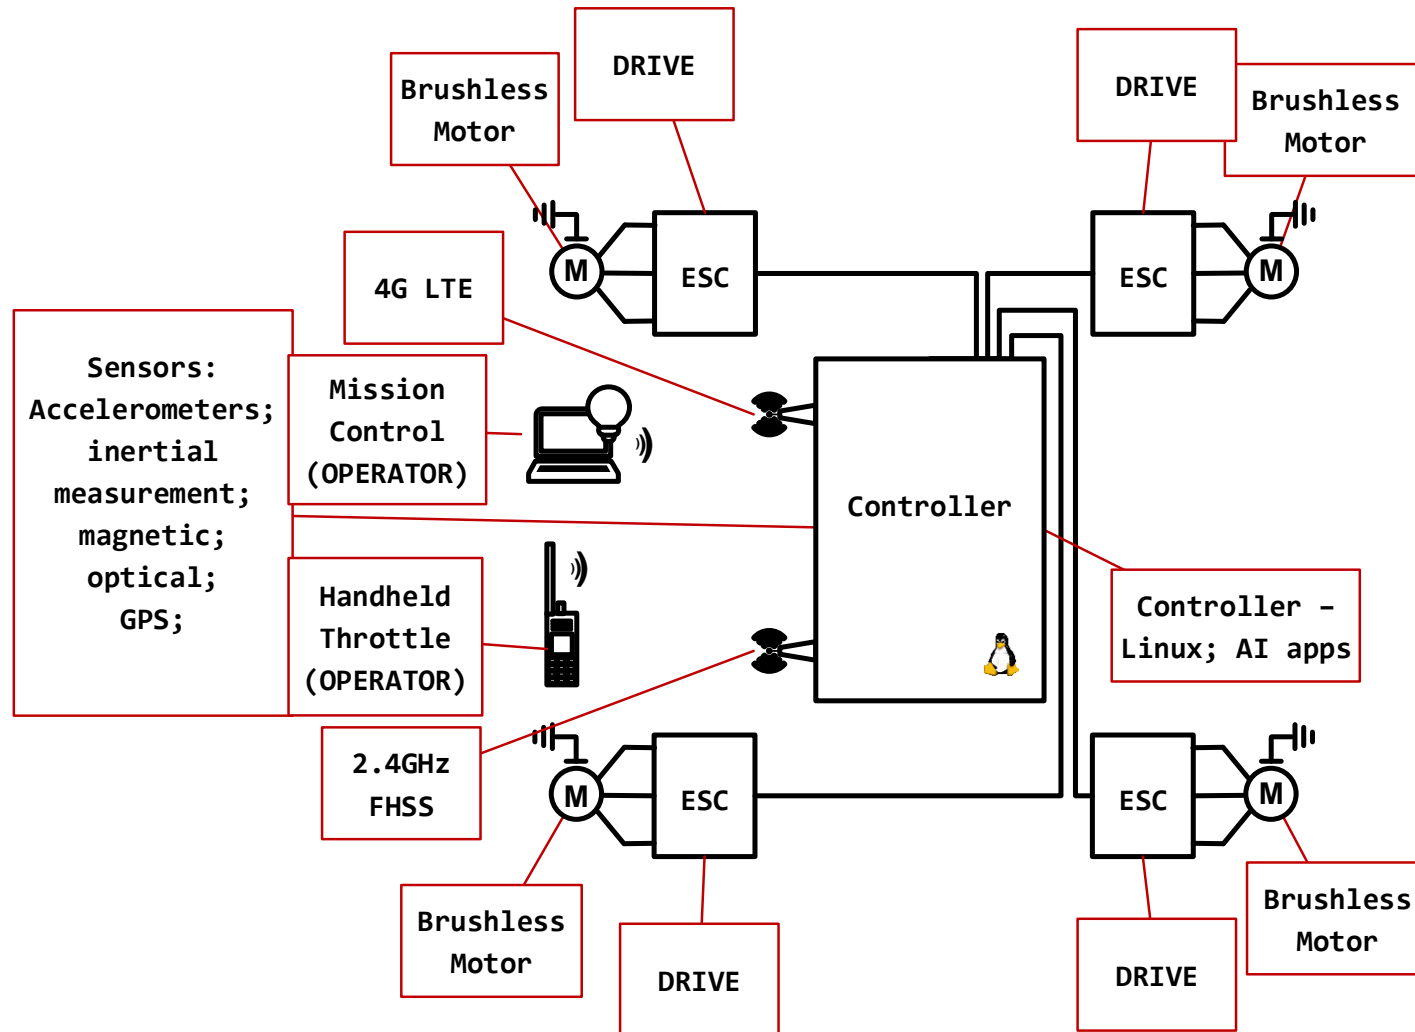 DRIVE
Brushless
Motor
DRIVE
Brushless
Motor
M
ESC
ESC
M
4G LTE
Sensors:
Accelerometers;
inertial
measurement;
magnetic;
optical;
GPS;
Mission
Control
(OPERATOR)
Controller
Handheld
Throttle
(OPERATOR)
Controller –
Linux; AI apps
2.4GHz
FHSS
M
ESC
ESC
M
Brushless
Motor
DRIVE
DRIVE
Brushless
Motor